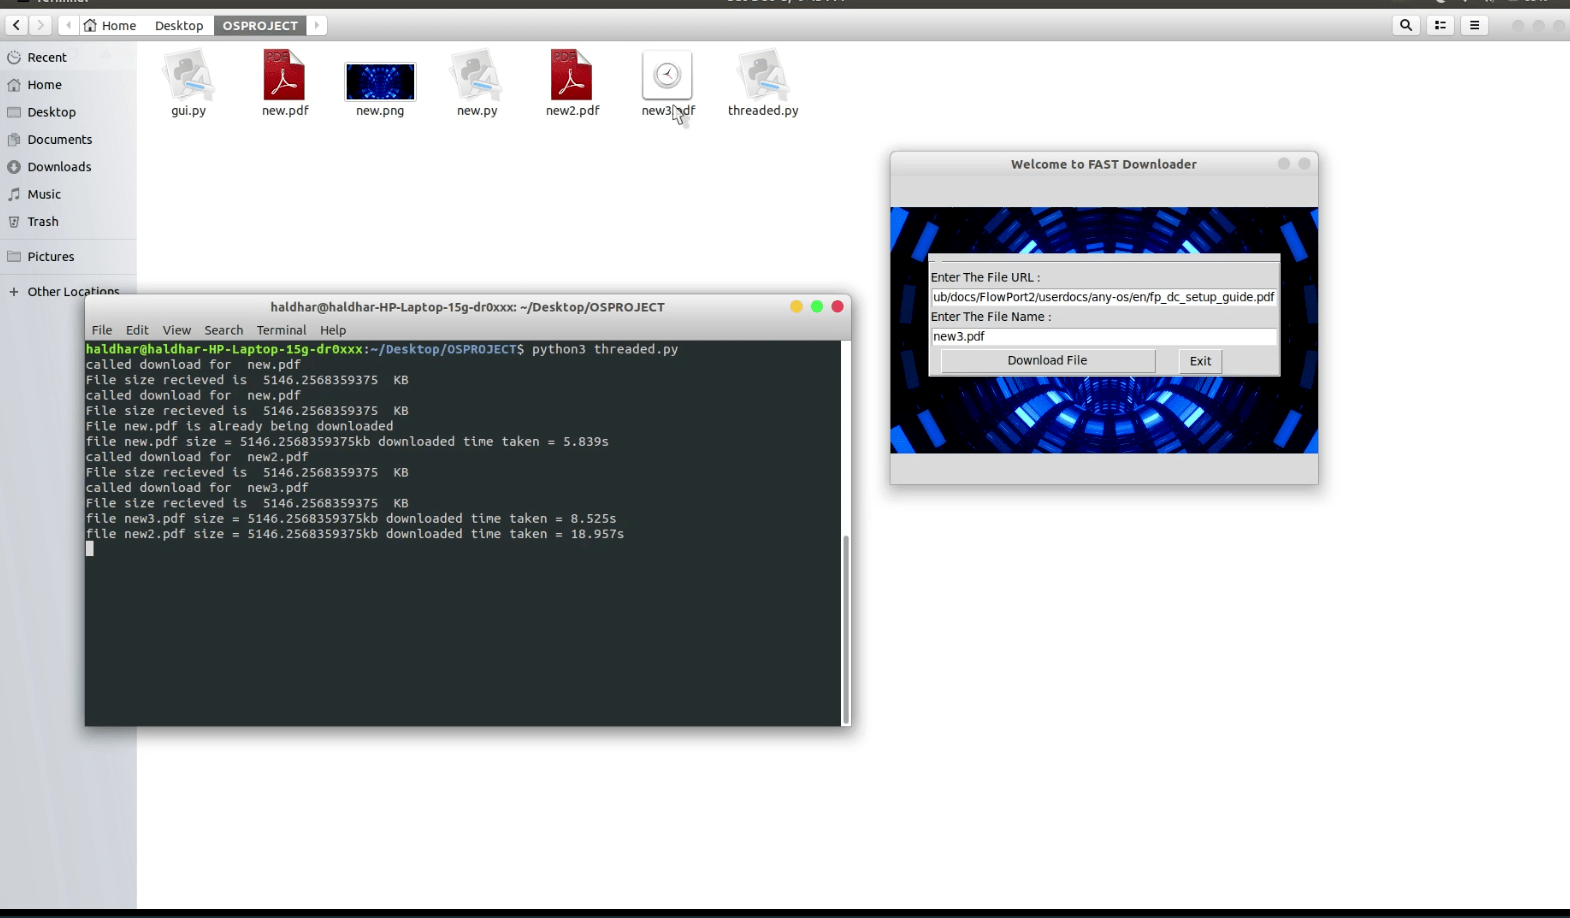 Home Desktop OSPROJECT
Recent
Home
Desktop
Documents
Downloads
Music
Trash
Pictures
Other Locations
PDF
PDF
gui.py new.pdf new.png new.py new2.pdf new3.pdf threaded.py
Welcome to FAST Downloader
Enter The File URL :
ub/docs/FlowPort2/userdocs/any-os/en/fp_dc_setup_guide.pdf
Enter The File Name :
new3.pdf
Download File Exit
haldhar@haldhar-HP-Laptop-15g-dr0xxx: ~/Desktop/OSPROJECT
File Edit View Search Terminal Help
haldhar@haldhar-HP-Laptop-15g-dr0xxx:~/Desktop/OSPROJECT$ python3 threaded.py
called download for new.pdf
File size recieved is 5146.2568359375 KB
called download for new.pdf
File size recieved is 5146.2568359375 KB
File new.pdf is already being downloaded
file new.pdf size = 5146.2568359375kb downloaded time taken = 5.839s
called download for new2.pdf
File size recieved is 5146.2568359375 KB
called download for new3.pdf
File size recieved is 5146.2568359375 KB
file new3.pdf size = 5146.2568359375kb downloaded time taken = 8.525s
file new2.pdf size = 5146.2568359375kb downloaded time taken = 18.957s